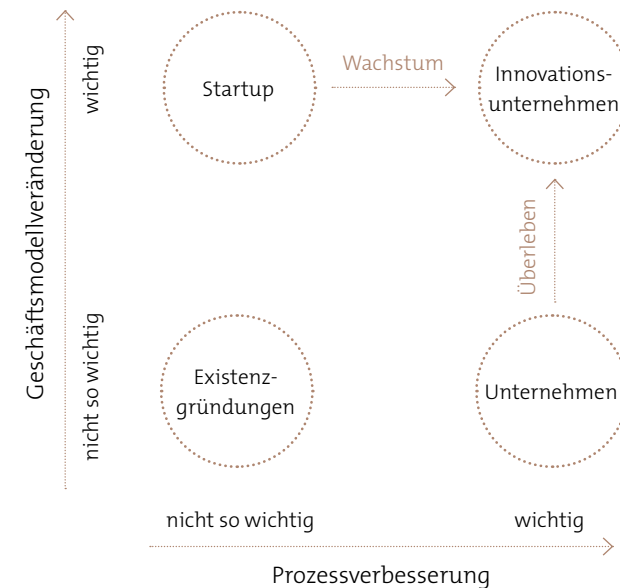 Geschäftsmodellveränderung
wichtig
nicht so wichtig
Startup
Wachstum
Innovations-
unternehmen
Überleben
Existenz-
gründungen
Unternehmen
nicht so wichtig
wichtig
Prozessverbesserung